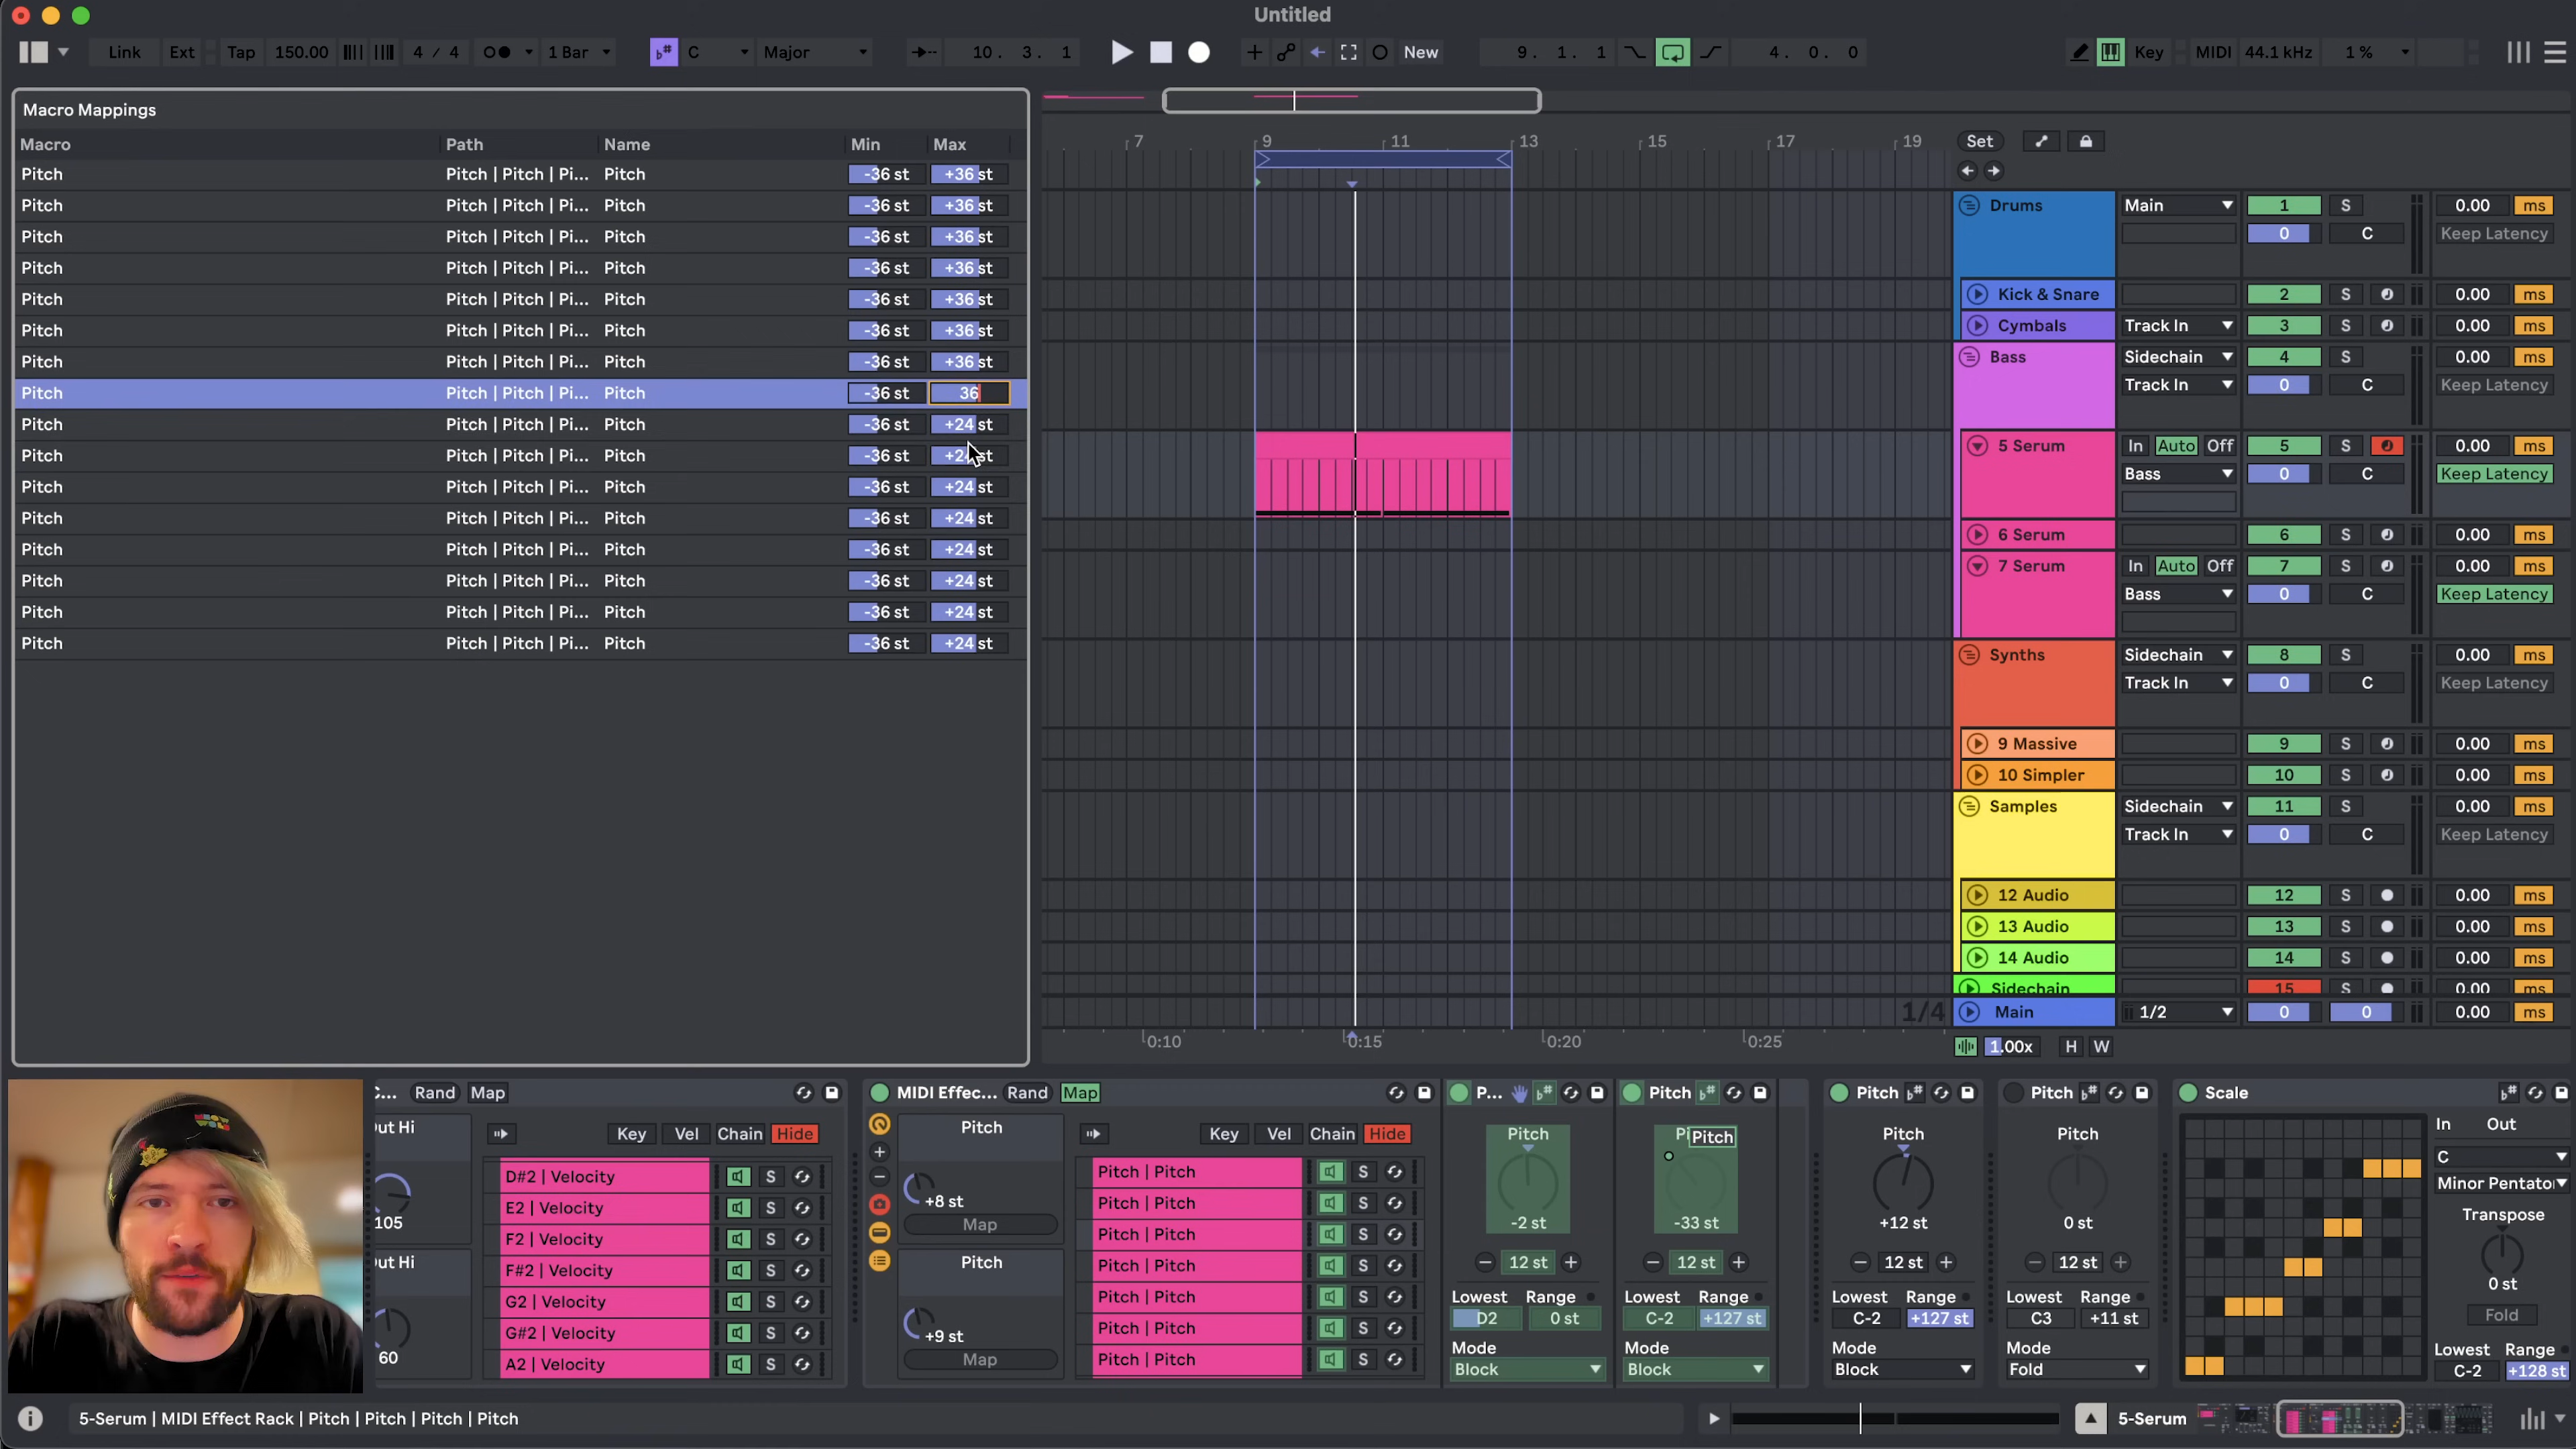 Untitled
Link Ext Tap 150.00 4 / 4 1 Bar C Major 10. 3. 1 New 9. 1. 1 4. 0. 0 Key MIDI 44.1 kHz 1 %
Macro Mappings
Macro Path Name Min Max
Pitch Pitch | Pitch | Pi... Pitch -36 st +36 st
Pitch Pitch | Pitch | Pi... Pitch -36 st +36 st
Pitch Pitch | Pitch | Pi... Pitch -36 st +36 st
Pitch Pitch | Pitch | Pi... Pitch -36 st +36 st
Pitch Pitch | Pitch | Pi... Pitch -36 st +36 st
Pitch Pitch | Pitch | Pi... Pitch -36 st +36 st
Pitch Pitch | Pitch | Pi... Pitch -36 st +36 st
Pitch Pitch | Pitch | Pi... Pitch -36 st 36
Pitch Pitch | Pitch | Pi... Pitch -36 st +24 st
Pitch Pitch | Pitch | Pi... Pitch -36 st +24 st
Pitch Pitch | Pitch | Pi... Pitch -36 st +24 st
Pitch Pitch | Pitch | Pi... Pitch -36 st +24 st
Pitch Pitch | Pitch | Pi... Pitch -36 st +24 st
Pitch Pitch | Pitch | Pi... Pitch -36 st +24 st
Pitch Pitch | Pitch | Pi... Pitch -36 st +24 st
Pitch Pitch | Pitch | Pi... Pitch -36 st +24 st
7 9 11 13 15 17 19 Set
Drums Main 1 S 0.00 ms
0 C Keep Latency
Kick & Snare 2 S 0.00 ms
Cymbals Track In 3 S 0.00 ms
Bass Sidechain 4 S 0.00 ms
Track In 0 C Keep Latency
5 Serum In Auto Off 5 S 0.00 ms
Bass 0 C Keep Latency
6 Serum 6 S 0.00 ms
7 Serum In Auto Off 7 S 0.00 ms
Bass 0 C Keep Latency
Synths Sidechain 8 S 0.00 ms
Track In 0 C Keep Latency
9 Massive 9 S 0.00 ms
10 Simpler 10 S 0.00 ms
Samples Sidechain 11 S 0.00 ms
Track In 0 C Keep Latency
12 Audio 12 S 0.00 ms
13 Audio 13 S 0.00 ms
14 Audio 14 S 0.00 ms
Sidechain 15 S 0.00 ms
1/4 Main 1/2 0 0 0.00 ms
0:10 0:15 0:20 0:25 1.00x H W
C... Rand Map
Out Hi Key Vel Chain Hide
D#2 | Velocity S
E2 | Velocity S
105 F2 | Velocity S
Out Hi F#2 | Velocity S
G2 | Velocity S
G#2 | Velocity S
60 A2 | Velocity S
MIDI Effec... Rand Map
Pitch Key Vel Chain Hide
+8 st
Map
Pitch
+9 st
Map
Pitch | Pitch S
Pitch | Pitch S
Pitch | Pitch S
Pitch | Pitch S
Pitch | Pitch S
Pitch | Pitch S
Pitch | Pitch S
P...
Pitch
-2 st
12 st
Lowest Range
D2 0 st
Mode
Block
Pitch
Pi Pitch
-33 st
12 st
Lowest Range
C-2 +127 st
Mode
Block
Pitch
Pitch
+12 st
12 st
Lowest Range
C-2 +127 st
Mode
Block
Pitch
Pitch
0 st
12 st
Lowest Range
C3 +11 st
Mode
Fold
Scale
In Out
C
Minor Pentato
Transpose
0 st
Fold
Lowest Range
C-2 +128 st
5-Serum | MIDI Effect Rack | Pitch | Pitch | Pitch | Pitch
5-Serum